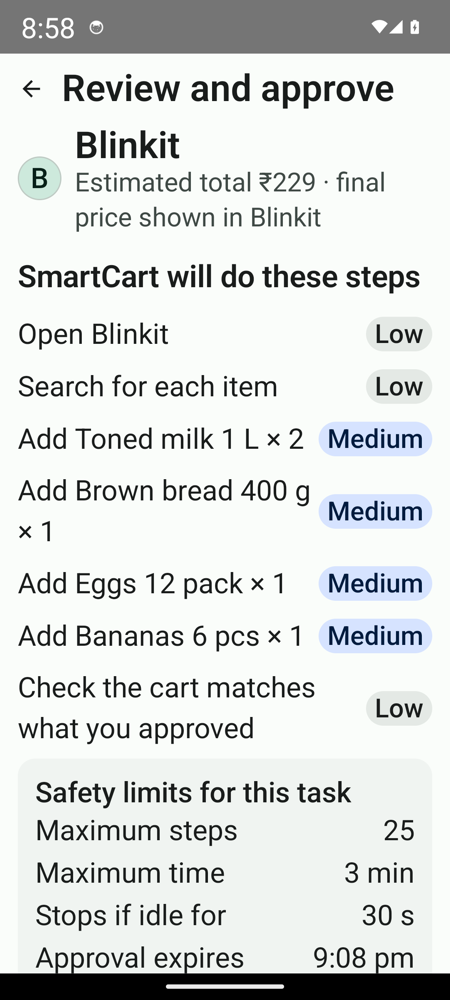 8:58
Review and approve
B
Blinkit
Estimated total ₹229 · final
price shown in Blinkit
SmartCart will do these steps
Open Blinkit Low
Search for each item Low
Add Toned milk 1 L × 2 Medium
Add Brown bread 400 g
× 1 Medium
Add Eggs 12 pack × 1 Medium
Add Bananas 6 pcs × 1 Medium
Check the cart matches
what you approved Low
Safety limits for this task
Maximum steps 25
Maximum time 3 min
Stops if idle for 30 s
Approval expires 9:08 pm